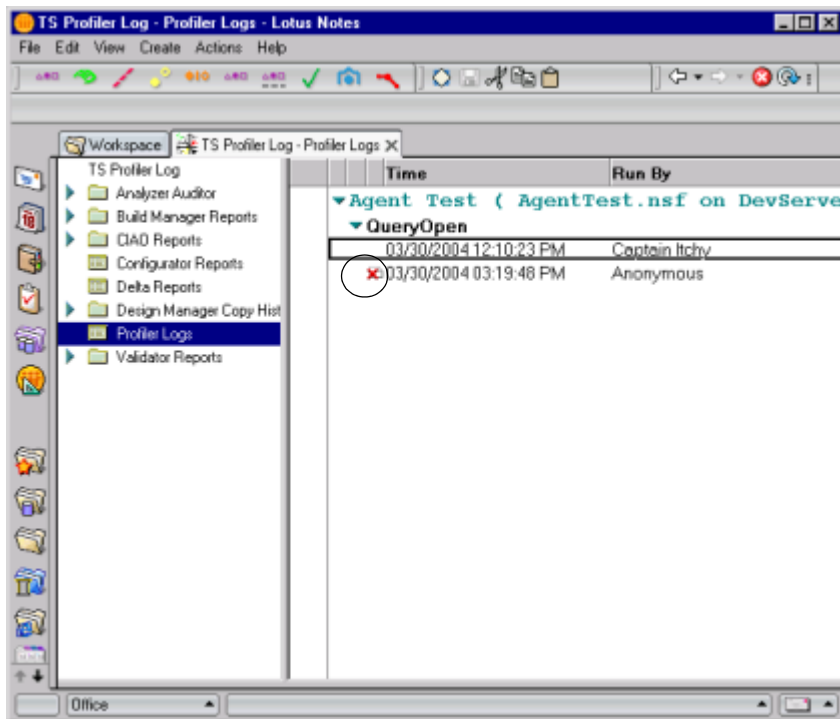 TS Profiler Log - Profiler Logs - Lotus Notes
File Edit View Create Actions Help
Workspace TS Profiler Log - Profiler Logs
TS Profiler Log
Analyzer Auditor
Build Manager Reports
CIAO Reports
Configurator Reports
Delta Reports
Design Manager Copy Hist
Profiler Logs
Validator Reports
Time Run By
Agent Test ( AgentTest.nsf on DevServe
QueryOpen
03/30/2004 12:10:23 PM Captain Itchy
03/30/2004 03:19:48 PM Anonymous
Office